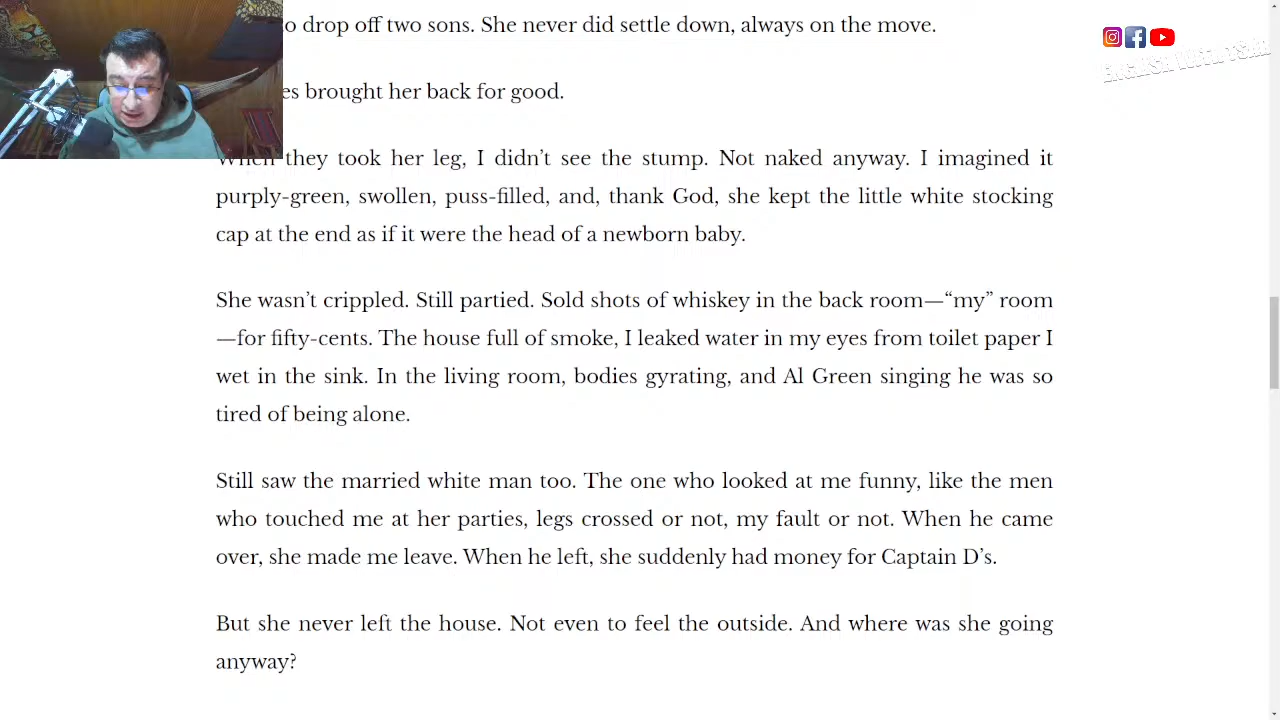 o drop off two sons. She never did settle down, always on the move.
es brought her back for good.
When they took her leg, I didn’t see the stump. Not naked anyway. I imagined it
purply-green, swollen, puss-filled, and, thank God, she kept the little white stocking
cap at the end as if it were the head of a newborn baby.
She wasn’t crippled. Still partied. Sold shots of whiskey in the back room—“my” room
—for fifty-cents. The house full of smoke, I leaked water in my eyes from toilet paper I
wet in the sink. In the living room, bodies gyrating, and Al Green singing he was so
tired of being alone.
Still saw the married white man too. The one who looked at me funny, like the men
who touched me at her parties, legs crossed or not, my fault or not. When he came
over, she made me leave. When he left, she suddenly had money for Captain D’s.
But she never left the house. Not even to feel the outside. And where was she going
anyway?
ENGLISH